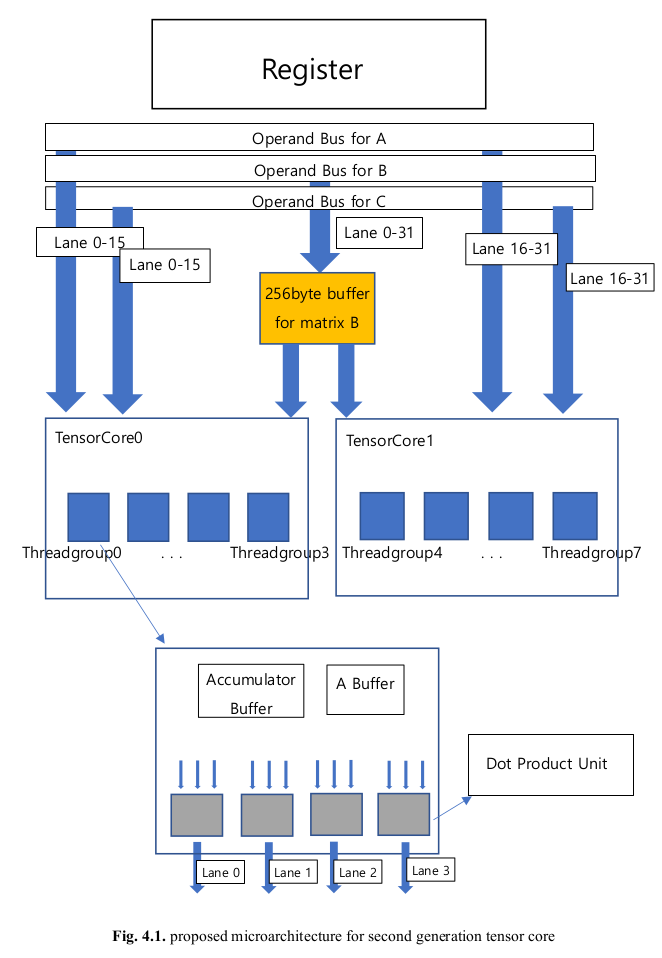 Register
Operand Bus for A
Operand Bus for B
Operand Bus for C
Lane 0-15
Lane 0-15
Lane 0-31
Lane 16-31
Lane 16-31
256byte buffer
for matrix B
TensorCore0
TensorCore1
Threadgroup0
. . .
Threadgroup3
Threadgroup4
. . .
Threadgroup7
Accumulator
Buffer
A Buffer
Dot Product Unit
Lane 0
Lane 1
Lane 2
Lane 3
Fig. 4.1. proposed microarchitecture for second generation tensor core